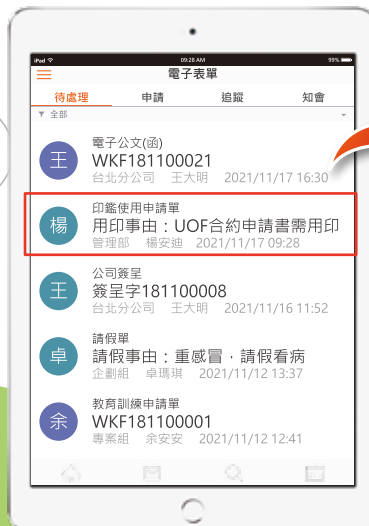 iPad 09:28 AM 99%
電子表單
待處理 申請 追蹤 知會
▼ 全部
王
電子公文(函)
WKF181100021
台北分公司 王大明 2021/11/17 16:30
楊
印鑑使用申請單
用印事由：UOF合約申請書需用印
管理部 楊安迪 2021/11/17 09:28
王
公司簽呈
簽呈字181100008
台北分公司 王大明 2021/11/16 11:52
卓
請假單
請假事由：重感冒，請假看病
企劃組 卓瑪琪 2021/11/12 13:37
余
教育訓練申請單
WKF181100001
專案組 余安安 2021/11/12 12:41